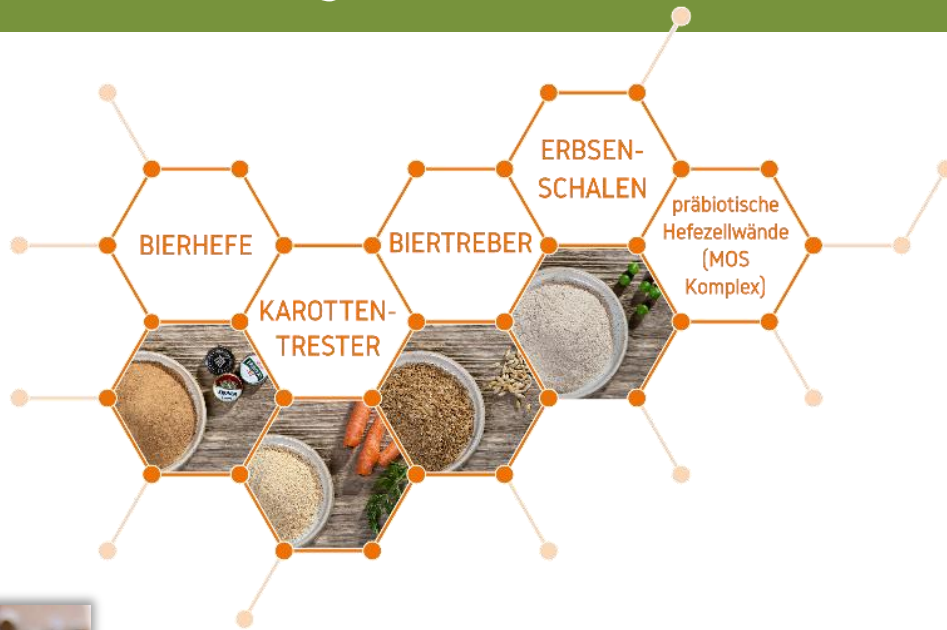 ERBSEN-
SCHALEN
präbiotische
Hefezellwände
(MOS
Komplex)
BIERHEFE
BIERTREBER
KAROTTEN-
TRESTER